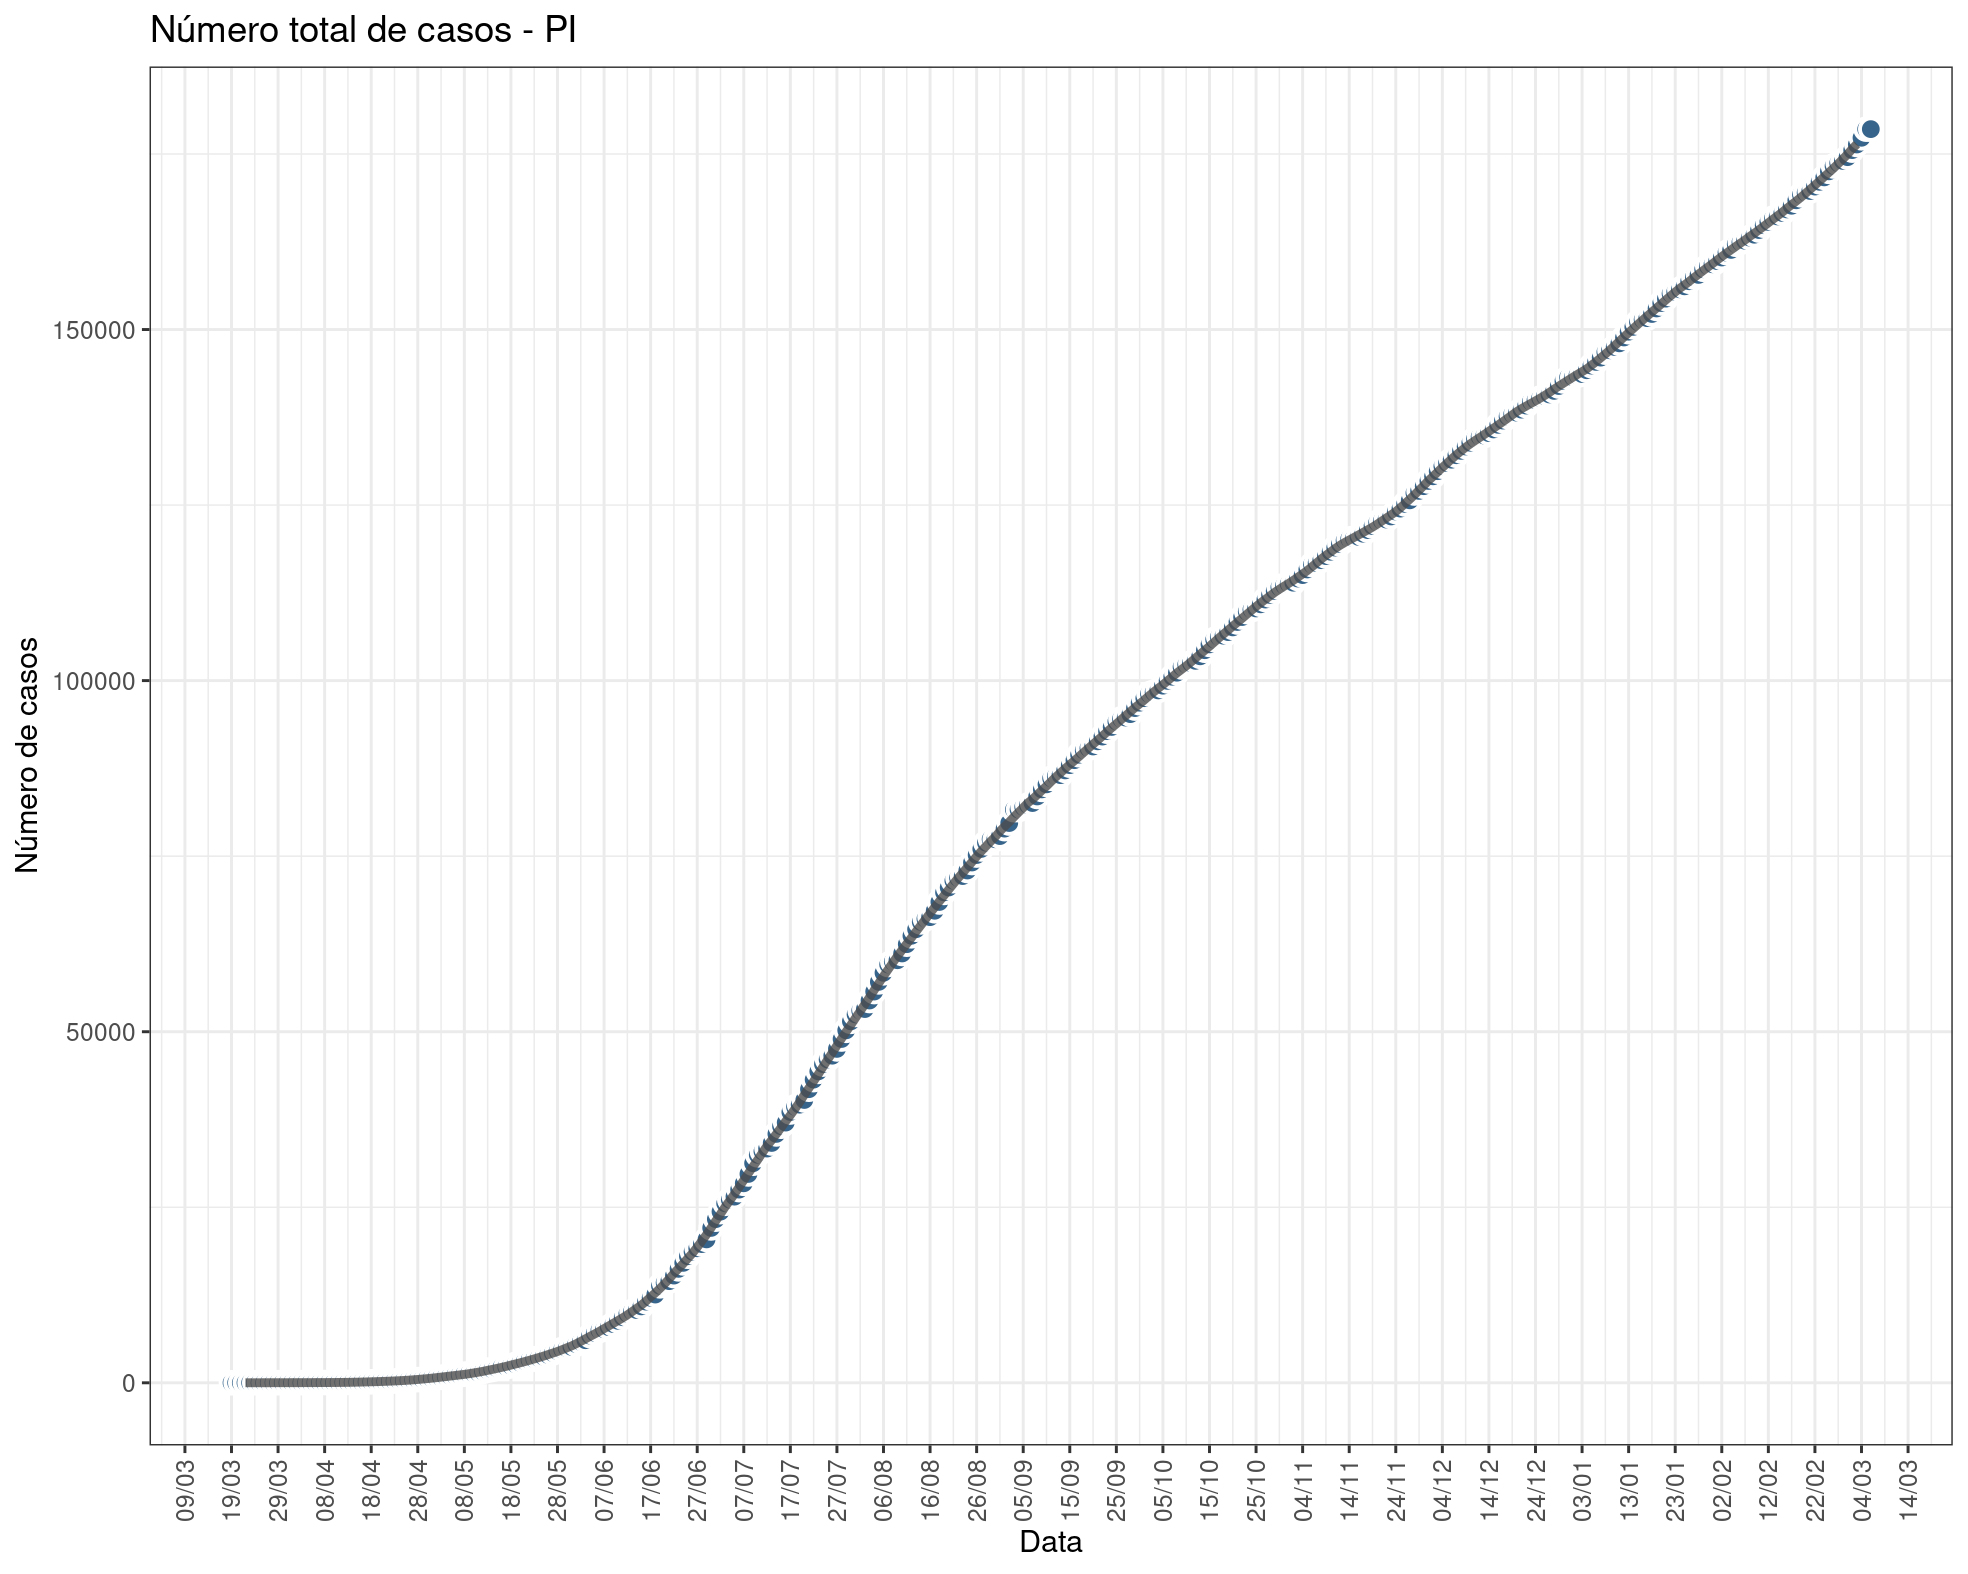 Número total de casos - PI
Número de casos
150000
100000
50000
0
09/03 19/03 29/03 08/04 18/04 28/04 08/05 18/05 28/05 07/06 17/06 27/06 07/07 17/07 27/07 06/08 16/08 26/08 05/09 15/09 25/09 05/10 15/10 25/10 04/11 14/11 24/11 04/12 14/12 24/12 03/01 13/01 23/01 02/02 12/02 22/02 04/03 14/03
Data